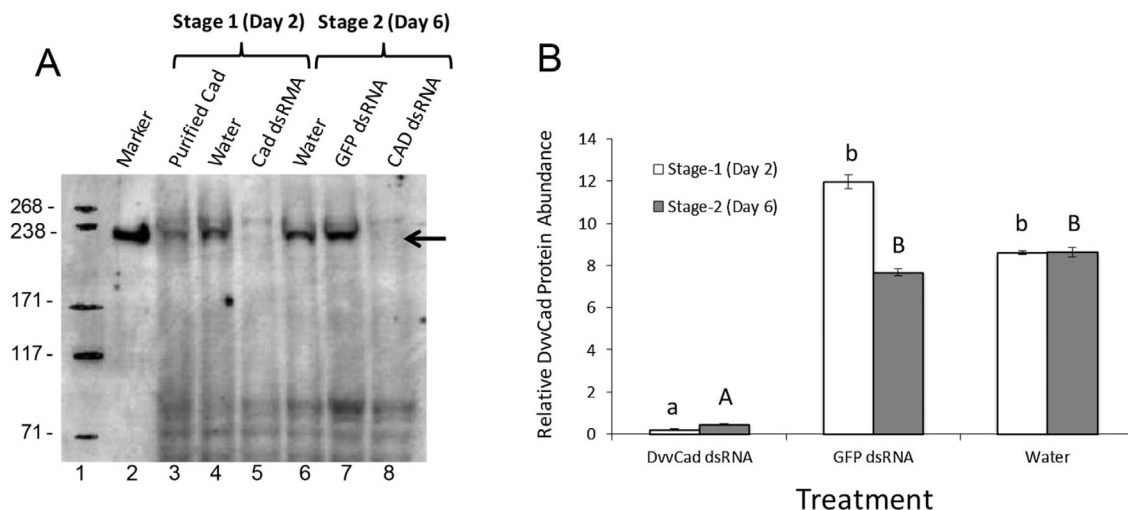 Stage 1 (Day 2) Stage 2 (Day 6)
A
Marker
Purified Cad
Water
Cad dsRMA
Water
GFP dsRNA
CAD dsRNA
268 -
238 -
171 -
117 -
71 -
1 2 3 4 5 6 7 8
B
Relative DvvCad Protein Abundance
14
12
10
8
6
4
2
0
Stage-1 (Day 2)
Stage-2 (Day 6)
a A b B b B
DvvCad dsRNA GFP dsRNA Water
Treatment